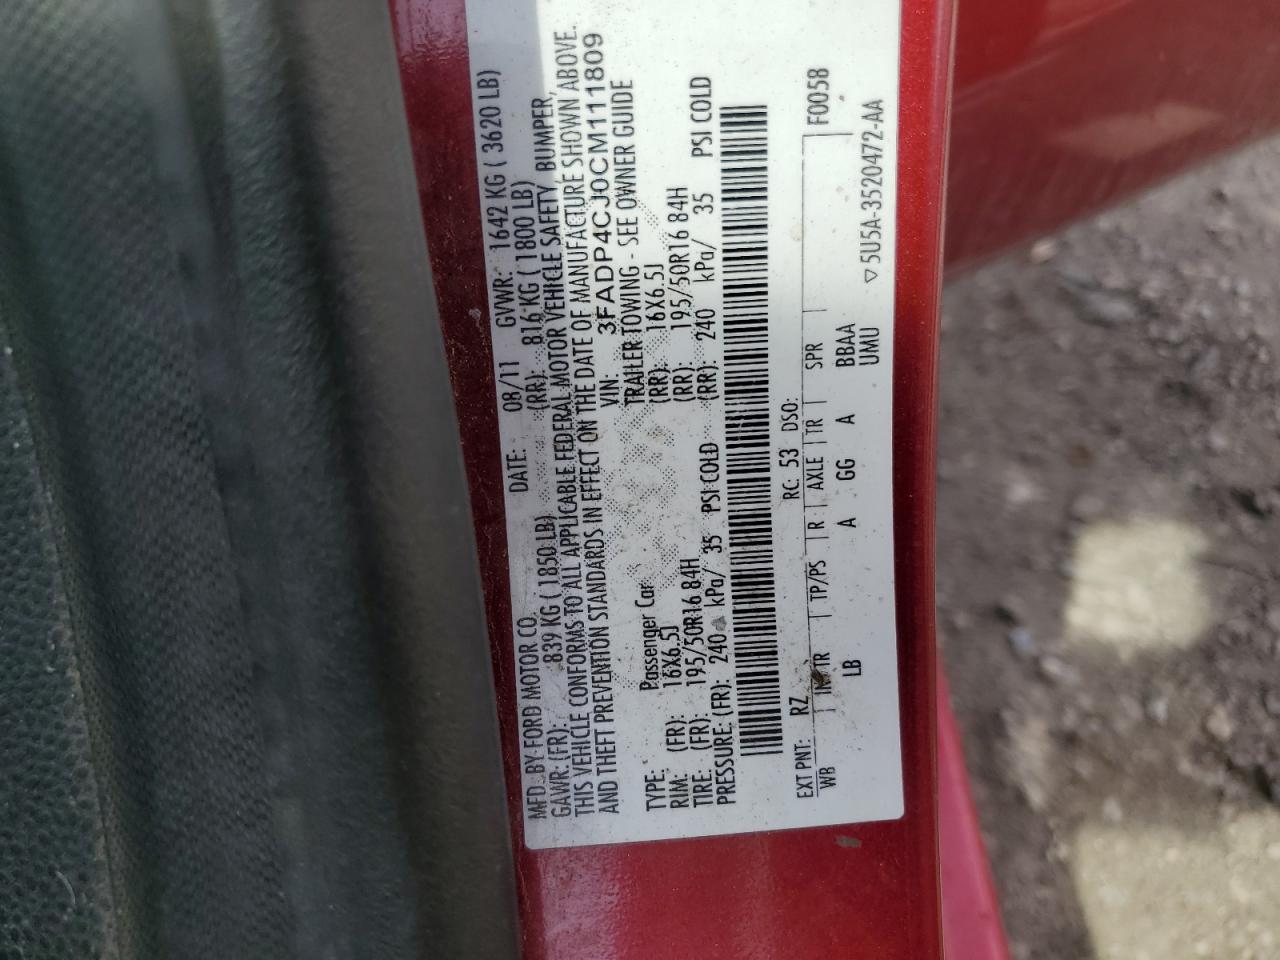 MFD. BY FORD MOTOR CO. DATE: 08/11 GVWR: 1642 KG ( 3620 LB)
GAWR: (FR): 839 KG ( 1850 LB) (RR): 816 KG ( 1800 LB)
THIS VEHICLE CONFORMS TO ALL APPLICABLE FEDERAL MOTOR VEHICLE SAFETY, BUMPER,
AND THEFT PREVENTION STANDARDS IN EFFECT ON THE DATE OF MANUFACTURE SHOWN ABOVE.
VIN: 3FADP4CJ0CM111809
TYPE: Passenger Car TRAILER TOWING - SEE OWNER GUIDE
RIM: (FR): 16X6.5J (RR): 16X6.5J
TIRE: (FR): 195/50R16 84H (RR): 195/50R16 84H
PRESSURE: (FR): 240 kPa/ 35 PSI COLD (RR): 240 kPa/ 35 PSI COLD
EXT PNT: RZ RC: 53 DSO: F0058
WB INT TR TP/PS R AXLE TR SPR
LB A GG A BBAA
UMU ▽5U5A-3520472-AA